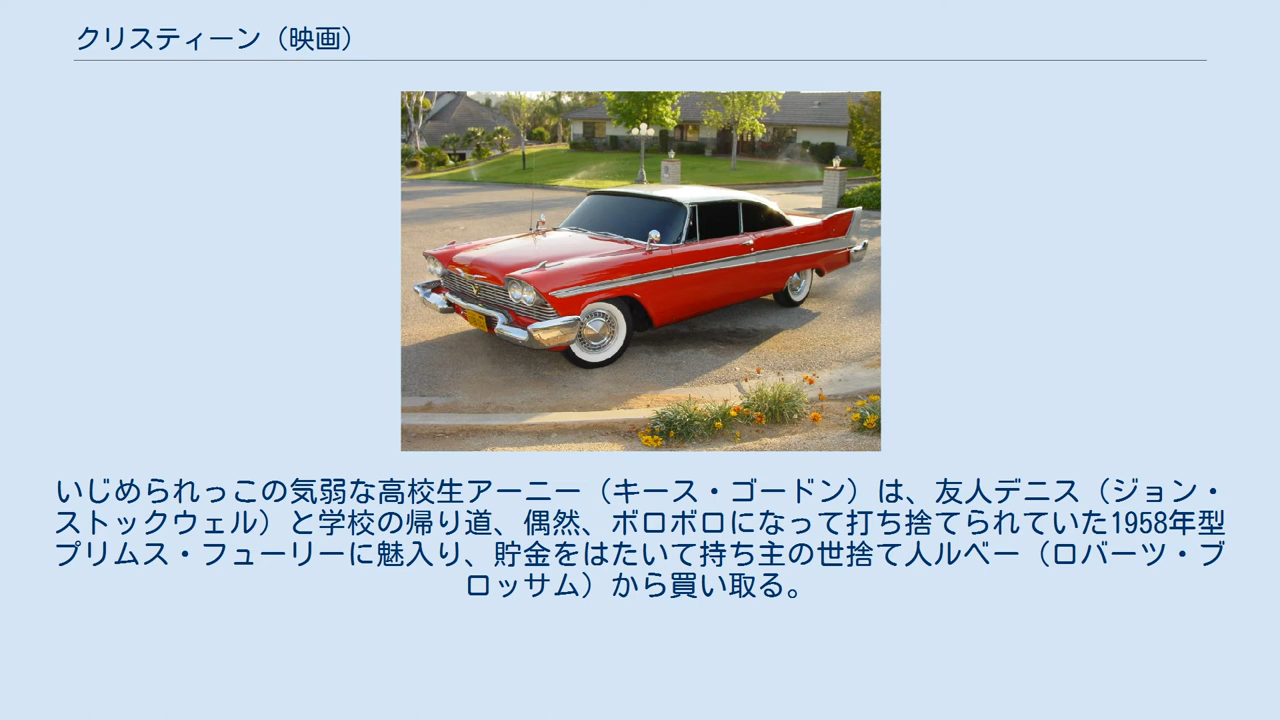 クリスティーン（映画）
いじめられっこの気弱な高校生アーニー（キース・ゴードン）は、友人デニス（ジョン・
ストックウェル）と学校の帰り道、偶然、ボロボロになって打ち捨てられていた1958年型
プリムス・フューリーに魅入り、貯金をはたいて持ち主の世捨て人ルベー（ロバーツ・ブ
ロッサム）から買い取る。